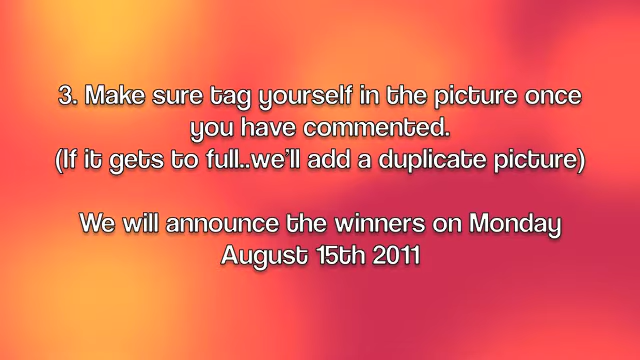 3. Make sure tag yourself in the picture once
you have commented.
(If it gets to full..we'll add a duplicate picture)
We will announce the winners on Monday
August 15th 2011